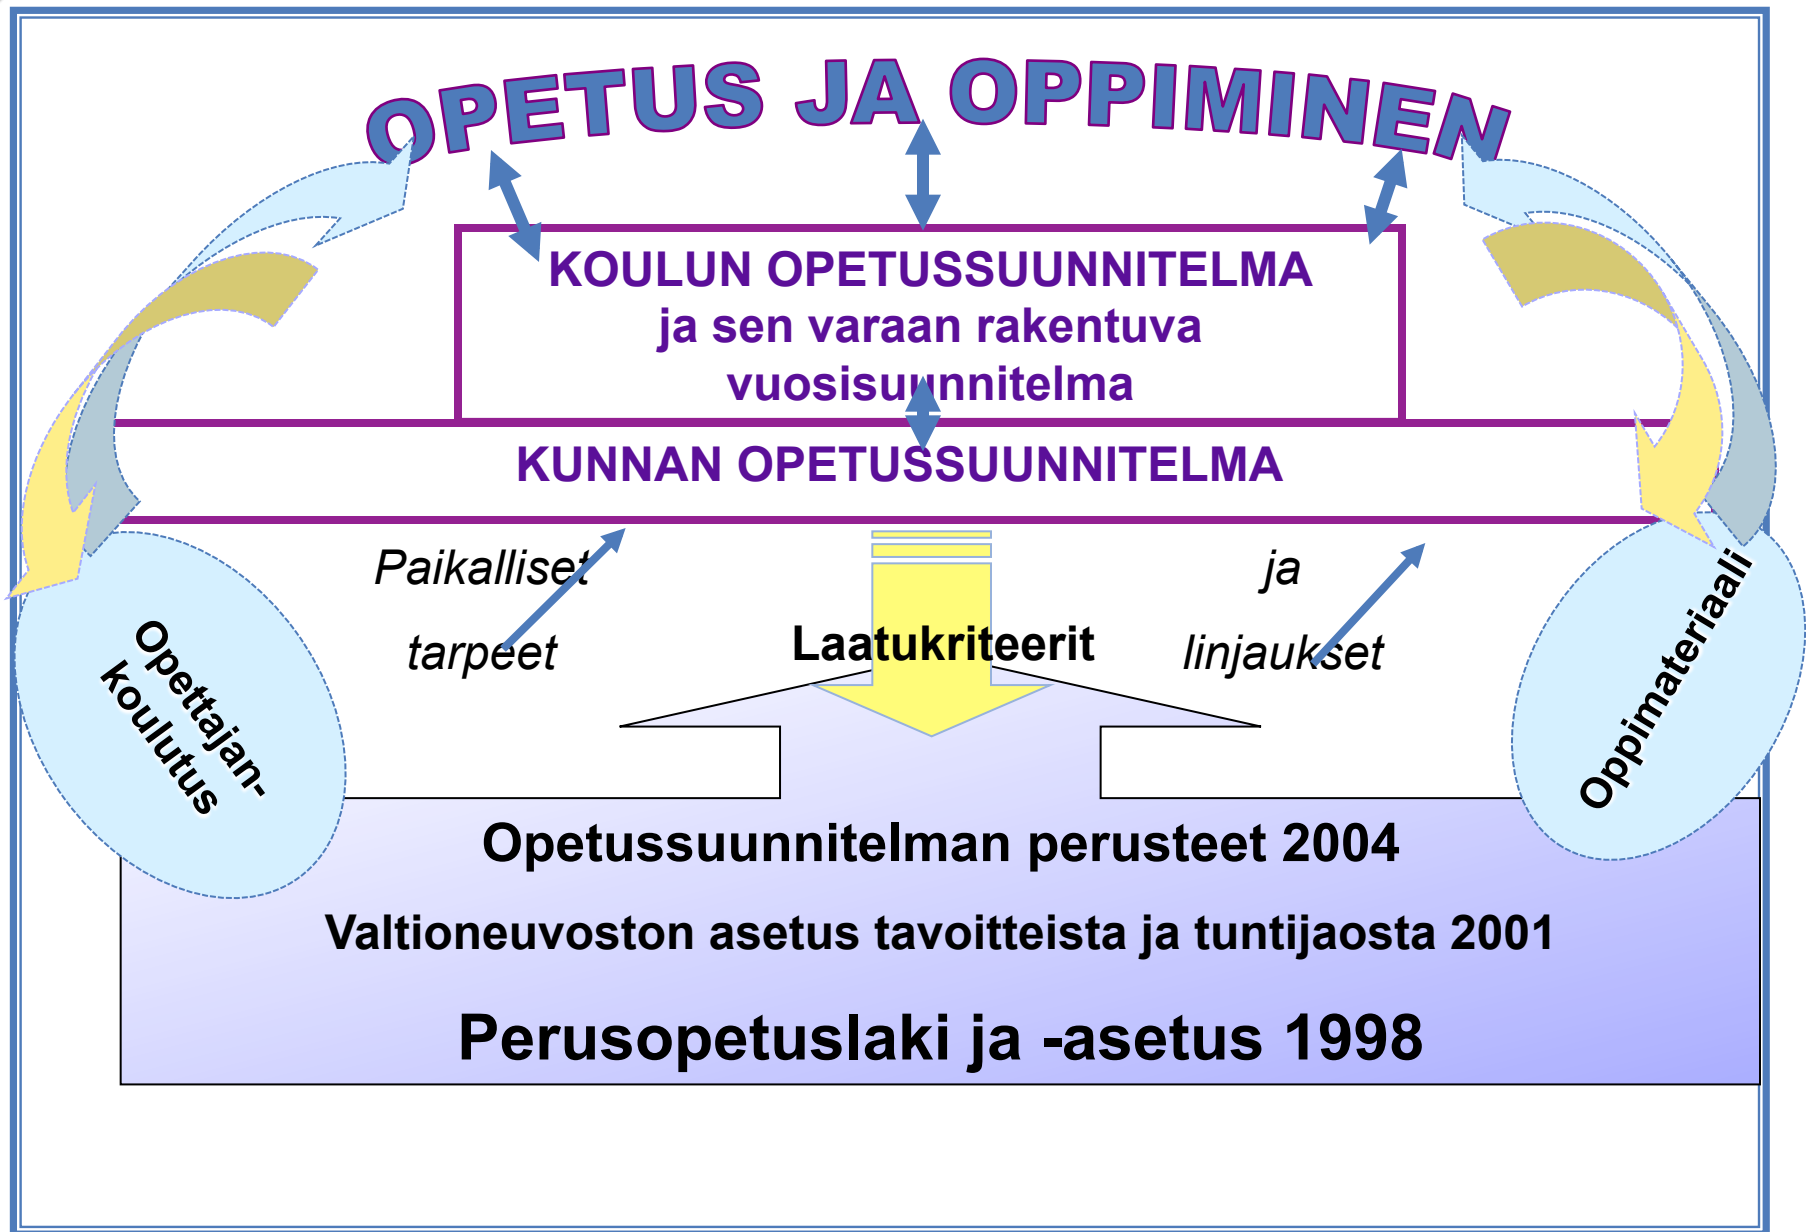 OPETUS JA OPPIMINEN
KOULUN OPETUSSUUNNITELMA
ja sen varaan rakentuva
vuosisuunnitelma
KUNNAN OPETUSSUUNNITELMA
Paikalliset
ja
tarpeet
Laatukriteerit
linjaukset
Opettajan-
koulutus
Oppimateriaali
Opetussuunnitelman perusteet 2004
Valtioneuvoston asetus tavoitteista ja tuntijaosta 2001
Perusopetuslaki ja -asetus 1998